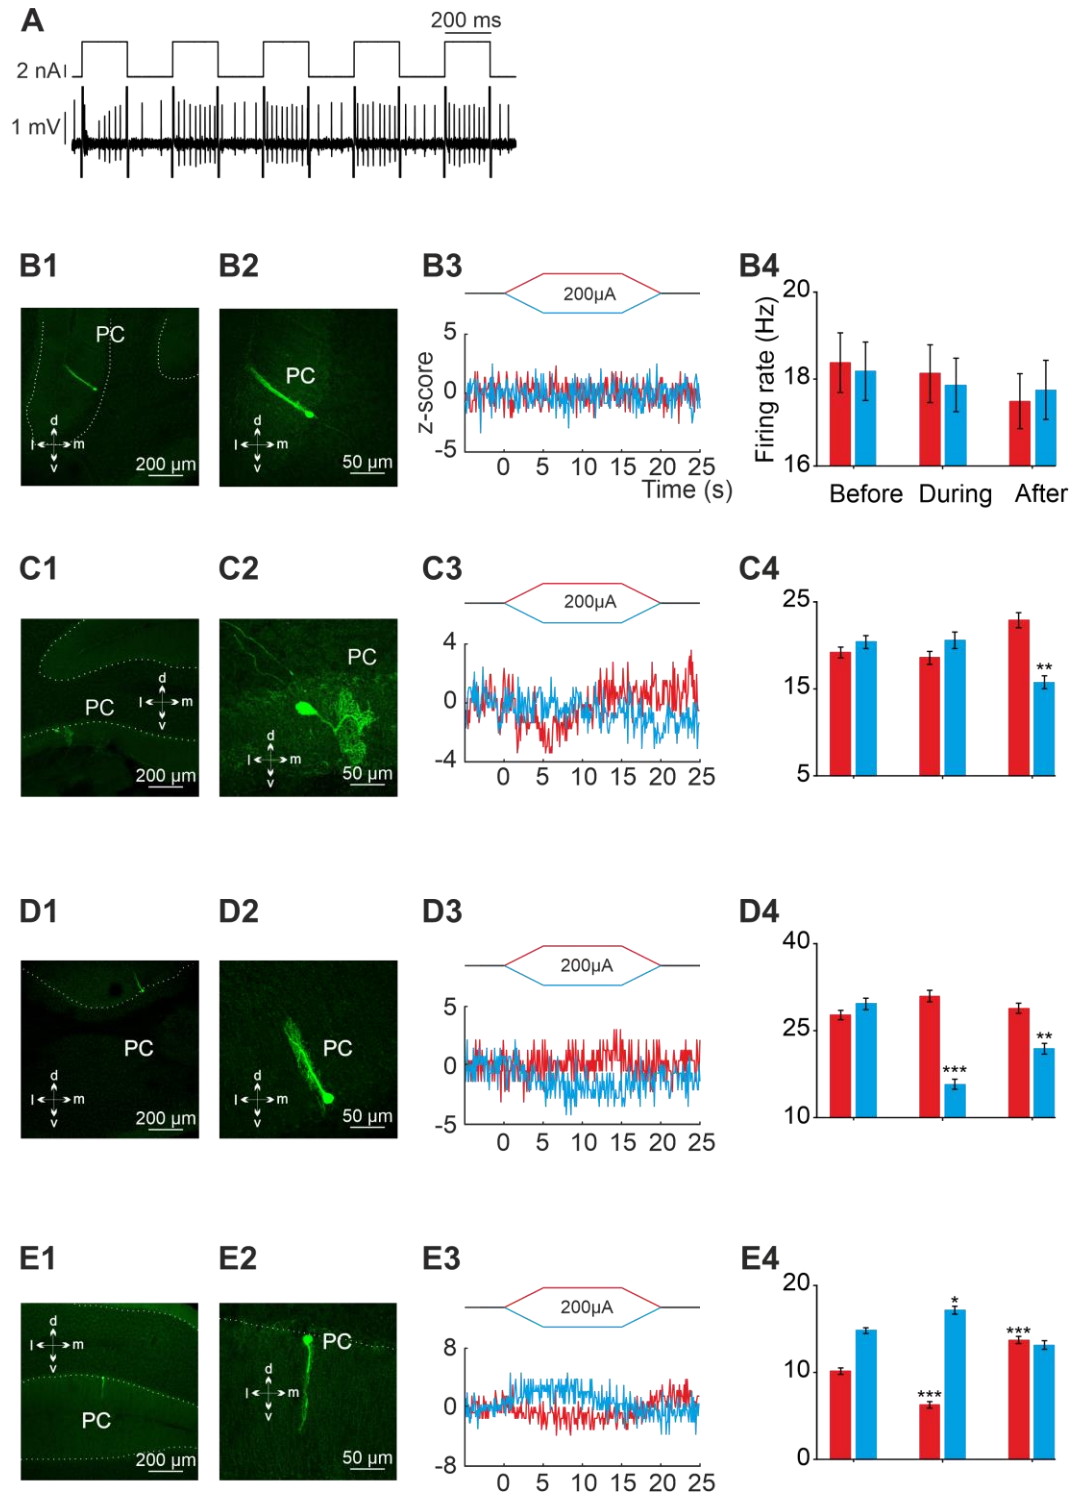 A
200 ms
2 nA
1 mV
B1 B2 B3 B4
PC
d
l m
v
200 µm
PC
d
l m
v
50 µm
200µA
z-score
5
0
-5
0 5 10 15 20 25
Time (s)
Firing rate (Hz)
20
18
16
Before During After
C1 C2 C3 C4
PC
d
l m
v
200 µm
PC
d
l m
v
50 µm
200µA
4
0
-4
0 5 10 15 20 25
25
15
5
**
D1 D2 D3 D4
PC
d
l m
v
200 µm
PC
d
l m
v
50 µm
200µA
5
0
-5
0 5 10 15 20 25
40
25
10
***
**
E1 E2 E3 E4
d
l m
v
PC
200 µm
PC
d
l m
v
50 µm
200µA
8
0
-8
0 5 10 15 20 25
20
10
0
***
*
***